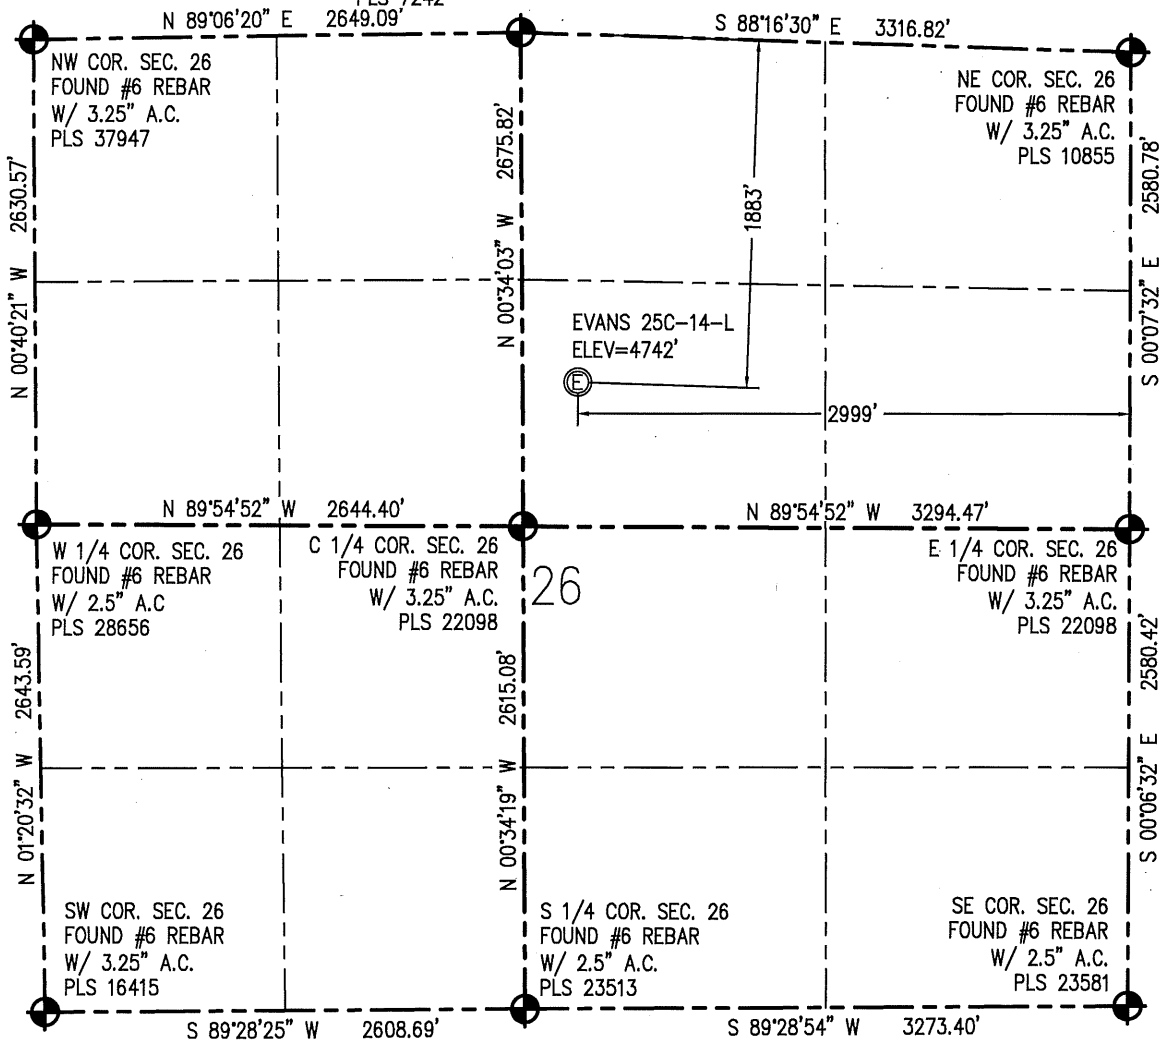 PLS 7242
N 89°06'20" E 2649.09'
S 88°16'30" E 3316.82'
NW COR. SEC. 26
FOUND #6 REBAR
W/ 3.25" A.C.
PLS 37947
NE COR. SEC. 26
FOUND #6 REBAR
W/ 3.25" A.C.
PLS 10855
N 00°40'21" W 2630.57'
N 00°34'03" W 2675.82'
1883'
S 00°07'32" E 2580.78'
EVANS 25C-14-L
ELEV=4742'
E
2999'
N 89°54'52" W 2644.40'
N 89°54'52" W 3294.47'
W 1/4 COR. SEC. 26
FOUND #6 REBAR
W/ 2.5" A.C
PLS 28656
C 1/4 COR. SEC. 26
FOUND #6 REBAR
W/ 3.25" A.C.
PLS 22098
26
E 1/4 COR. SEC. 26
FOUND #6 REBAR
W/ 3.25" A.C.
PLS 22098
N 01°20'32" W 2643.59'
N 00°34'19" W 2615.08'
S 00°06'32" E 2580.42'
SW COR. SEC. 26
FOUND #6 REBAR
W/ 3.25" A.C.
PLS 16415
S 1/4 COR. SEC. 26
FOUND #6 REBAR
W/ 2.5" A.C.
PLS 23513
SE COR. SEC. 26
FOUND #6 REBAR
W/ 2.5" A.C.
PLS 23581
S 89°28'25" W 2608.69'
S 89°28'54" W 3273.40'